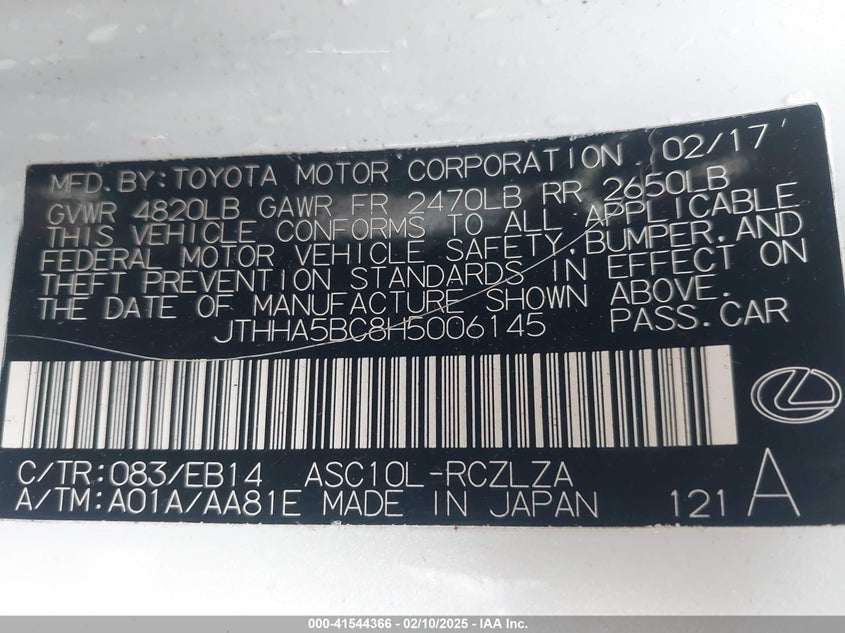 MFD. BY: TOYOTA MOTOR CORPORATION 02/17
GVWR 4820LB GAWR FR 2470LB RR 2650LB
THIS VEHICLE CONFORMS TO ALL APPLICABLE
FEDERAL MOTOR VEHICLE SAFETY, BUMPER, AND
THEFT PREVENTION STANDARDS IN EFFECT ON
THE DATE OF MANUFACTURE SHOWN ABOVE.
JTHHA5BC8H5006145 PASS. CAR
C/TR: 083/EB14 ASC10L-RCZLZA
A/TM: A01A/AA81E MADE IN JAPAN 121 A
000-41544366 - 02/10/2025 - IAA Inc.